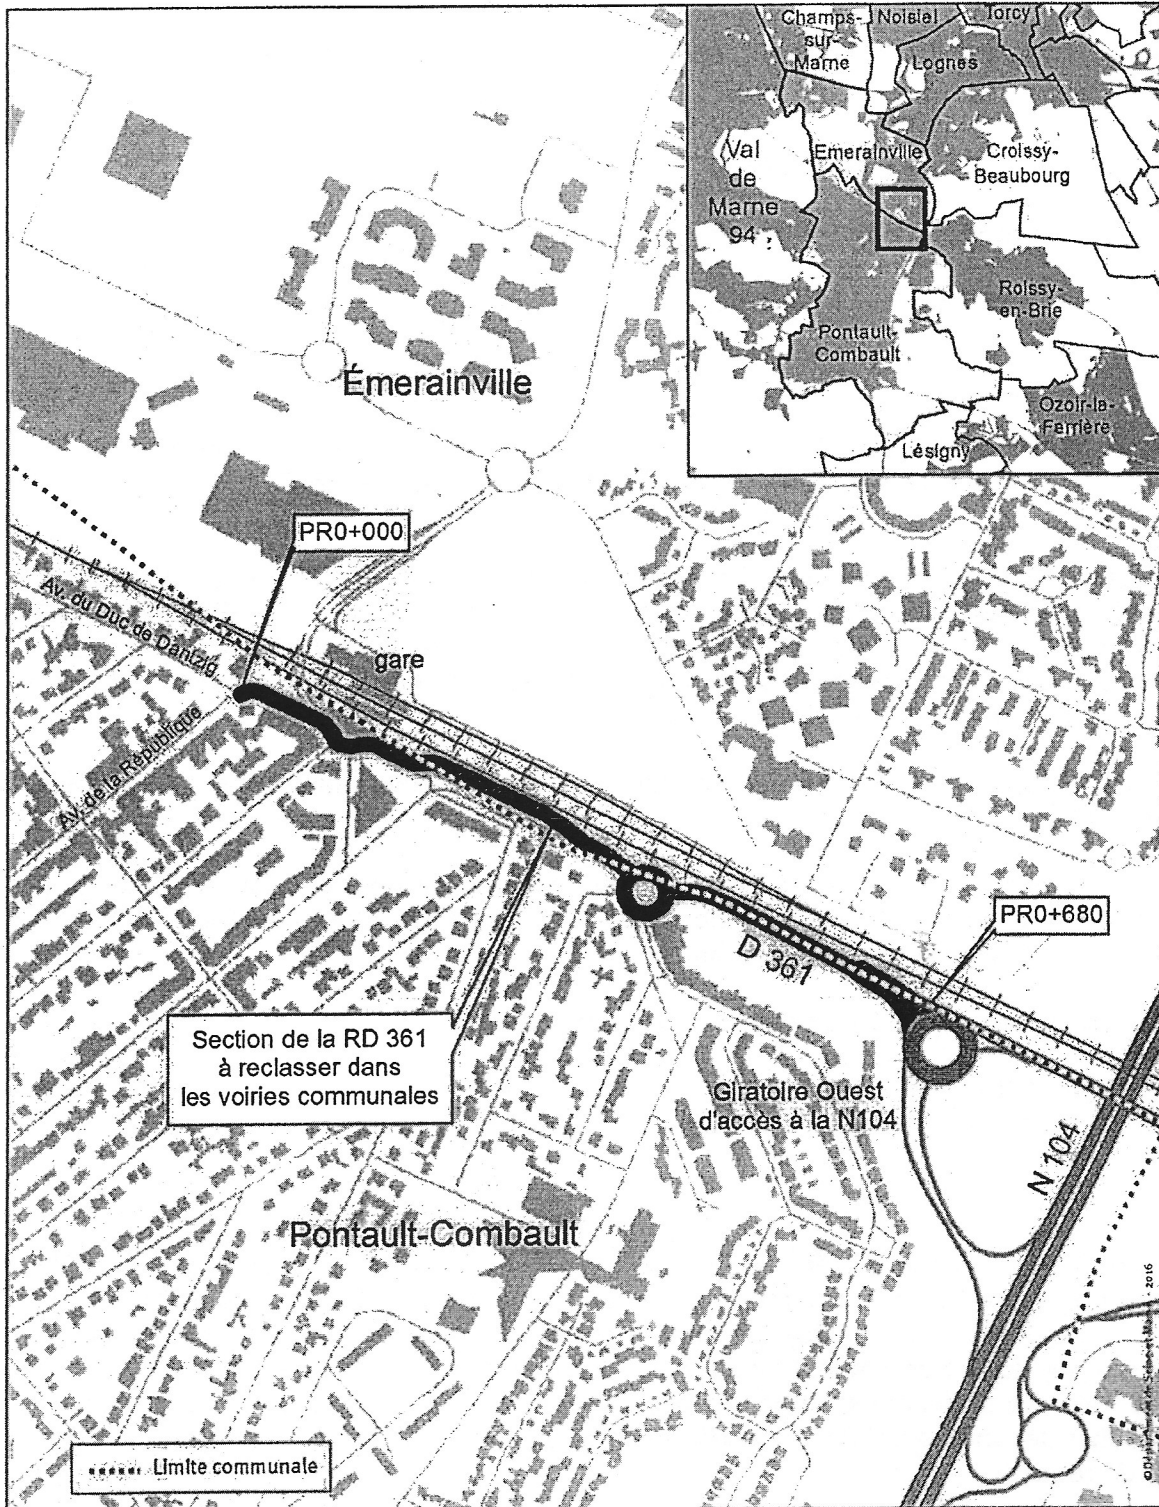 Champs-
sur-
Marne
Noisiel
Torcy
Lognes
Val
de
Marne
94
Emerainville
Croissy-
Beaubourg
Roissy-
en-Brie
Pontault-
Combault
Ozoir-la-
Ferrière
Lésigny
Émerainville
PR0+000
Av. du Duc de Dantzig
gare
Av. de la République
PR0+680
D 361
Section de la RD 361
à reclasser dans
les voiries communales
Giratoire Ouest
d'accès à la N104
N 104
Pontault-Combault
Limite communale
2016